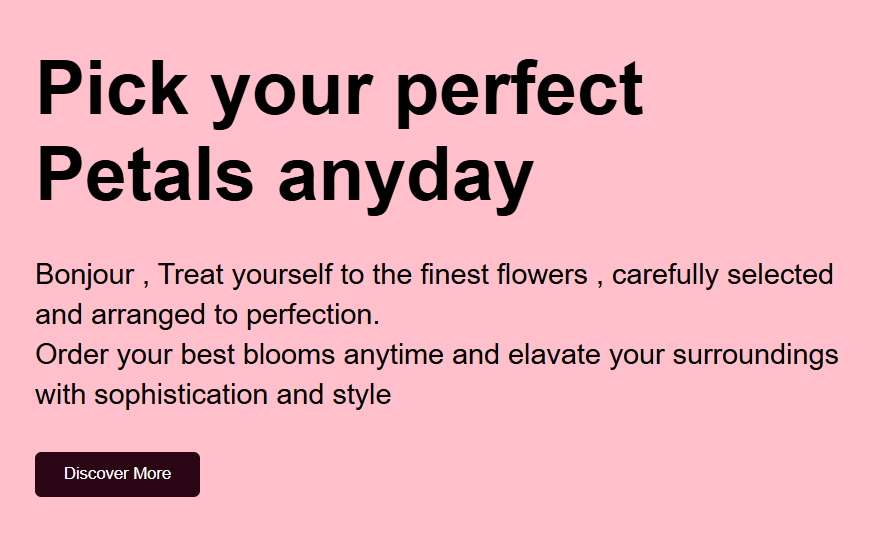 Pick your perfect
Petals anyday
Bonjour , Treat yourself to the finest flowers , carefully selected
and arranged to perfection.
Order your best blooms anytime and elavate your surroundings
with sophistication and style
Discover More